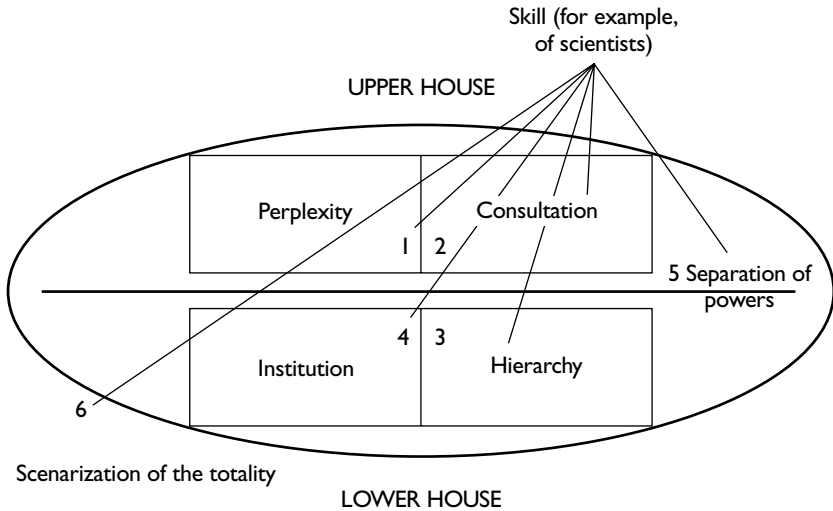 Skill (for example,
of scientists)
UPPER HOUSE
Perplexity
Consultation
1
2
5 Separation of
powers
4
3
Institution
Hierarchy
6
Scenarization of the totality
LOWER HOUSE